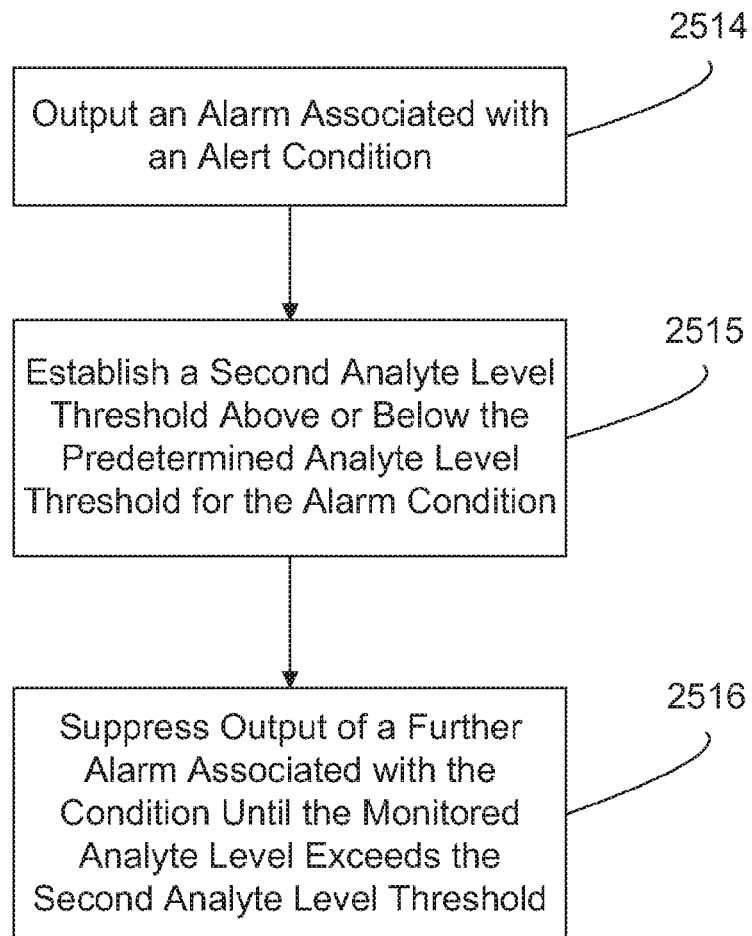 2514
Output an Alarm Associated with
an Alert Condition
2515
Establish a Second Analyte Level
Threshold Above or Below the
Predetermined Analyte Level
Threshold for the Alarm Condition
2516
Suppress Output of a Further
Alarm Associated with the
Condition Until the Monitored
Analyte Level Exceeds the
Second Analyte Level Threshold